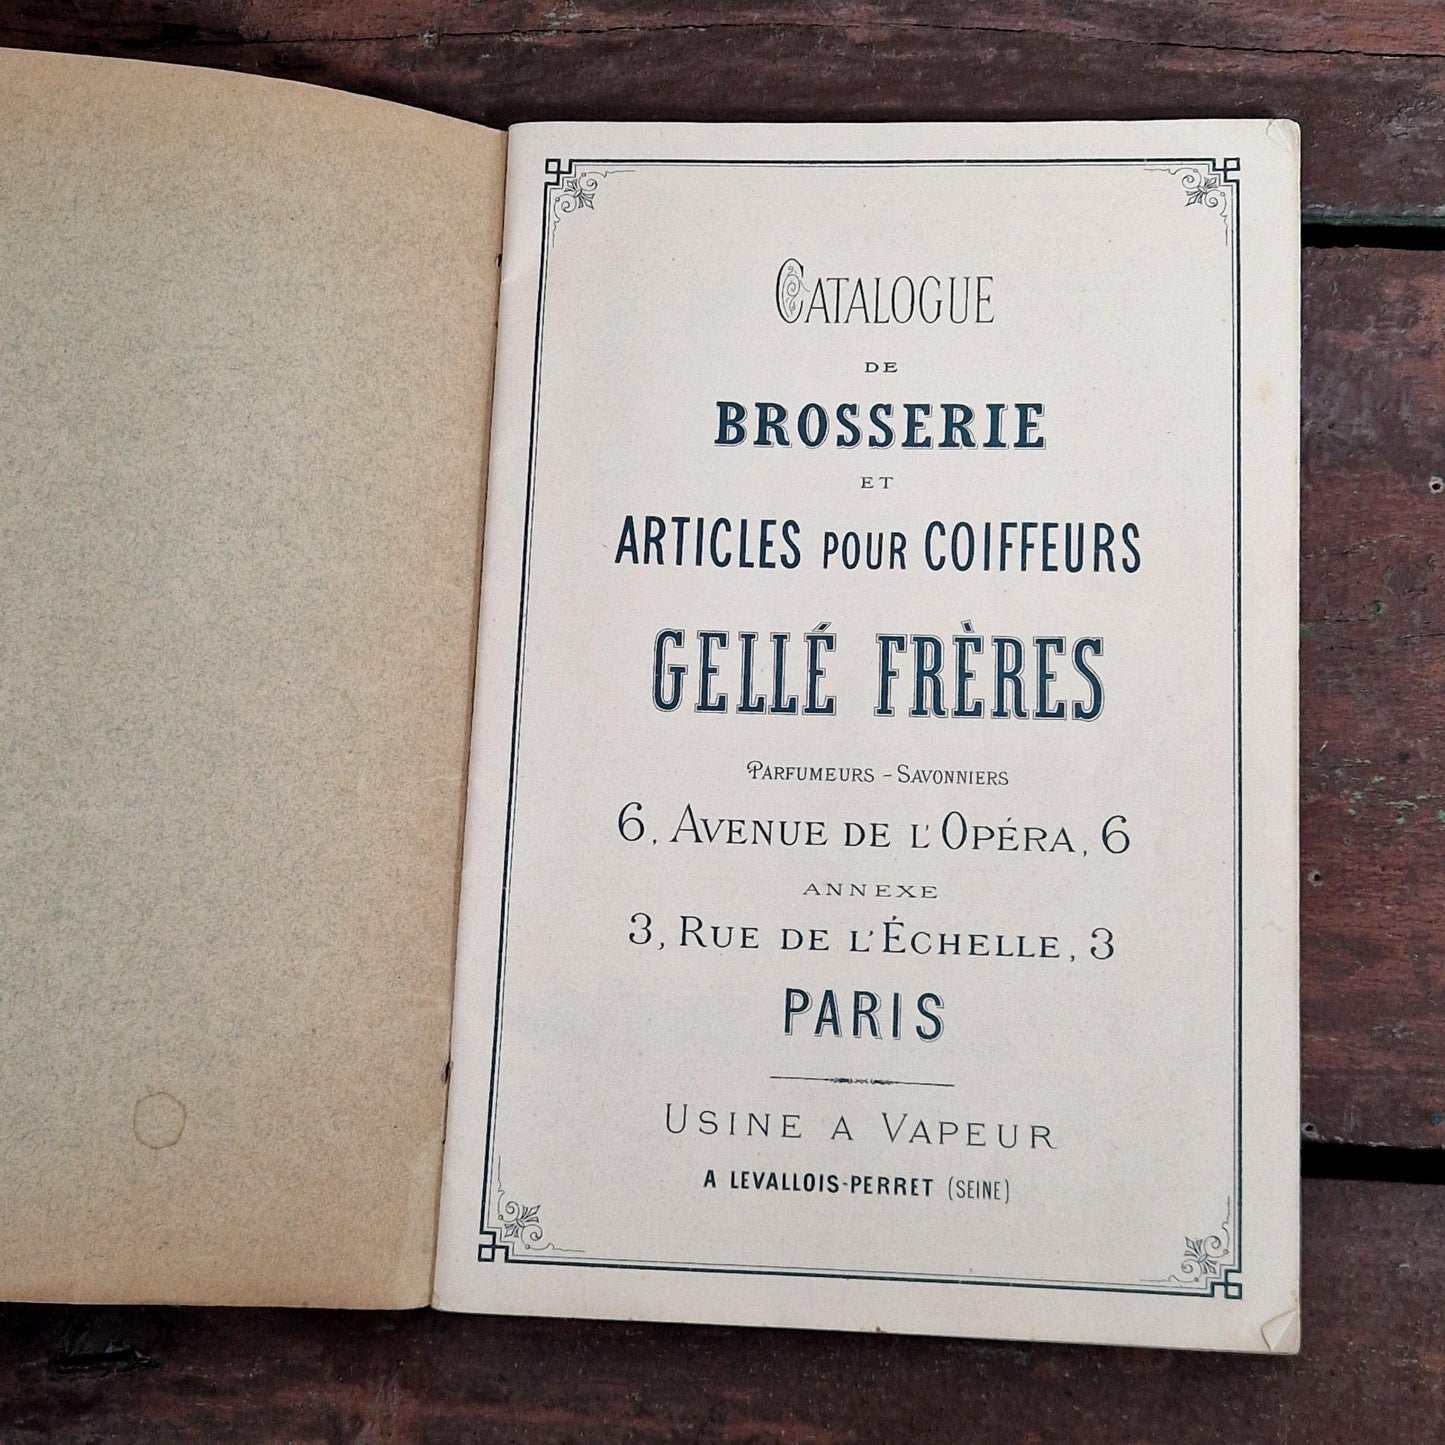 CATALOGUE
DE
BROSSERIE
ET
ARTICLES POUR COIFFEURS
GELLÉ FRÈRES
PARFUMEURS - SAVONNIERS
6, AVENUE DE L'OPÉRA, 6
ANNEXE
3, RUE DE L'ÉCHELLE, 3
PARIS
USINE A VAPEUR
A LEVALLOIS-PERRET (SEINE)